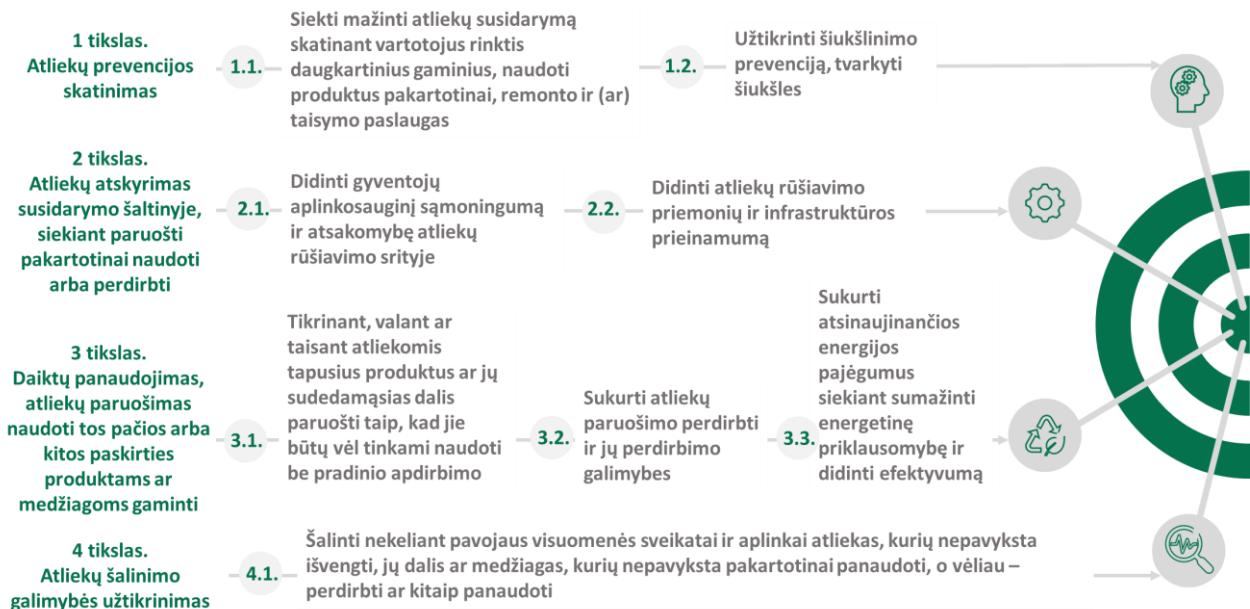 1 tikslas.
Atliekų prevencijos
skatinimas
1.1.
Siekti mažinti atliekų susidarymą
skatinant vartotojus rinktis
daugkartinius gaminius, naudoti
produktus pakartotinai, remonto ir (ar)
taisymo paslaugas
1.2.
Užtikrinti šiukšlinimo
prevenciją, tvarkyti
šiukšles
2 tikslas.
Atliekų atskyrimas
susidarymo šaltinyje,
siekiant paruošti
pakartotinai naudoti
arba perdirbti
2.1.
Didinti gyventojų
aplinkosauginį sąmoningumą
ir atsakomybę atliekų
rūšiavimo srityje
2.2.
Didinti atliekų rūšiavimo
priemonių ir infrastruktūros
prieinamumą
3 tikslas.
Daiktų panaudojimas,
atliekų paruošimas
naudoti tos pačios arba
kitos paskirties
produktams ar
medžiagoms gaminti
3.1.
Tikrinant, valant ar
taisant atliekomis
tapusius produktus ar jų
sudedamąsias dalis
paruošti taip, kad jie
būtų vėl tinkami naudoti
be pradinio apdirbimo
3.2.
Sukurti atliekų
paruošimo perdirbti
ir jų perdirbimo
galimybes
3.3.
Sukurti
atsinaujinančios
energijos
pajėgumus
siekiant sumažinti
energetinę
priklausomybę ir
didinti efektyvumą
4 tikslas.
Atliekų šalinimo
galimybės užtikrinimas
4.1.
Šalinti nekeliant pavojaus visuomenės sveikatai ir aplinkai atliekas, kurių nepavyksta
išvengti, jų dalis ar medžiagas, kurių nepavyksta pakartotinai panaudoti, o vėliau –
perdirbti ar kitaip panaudoti